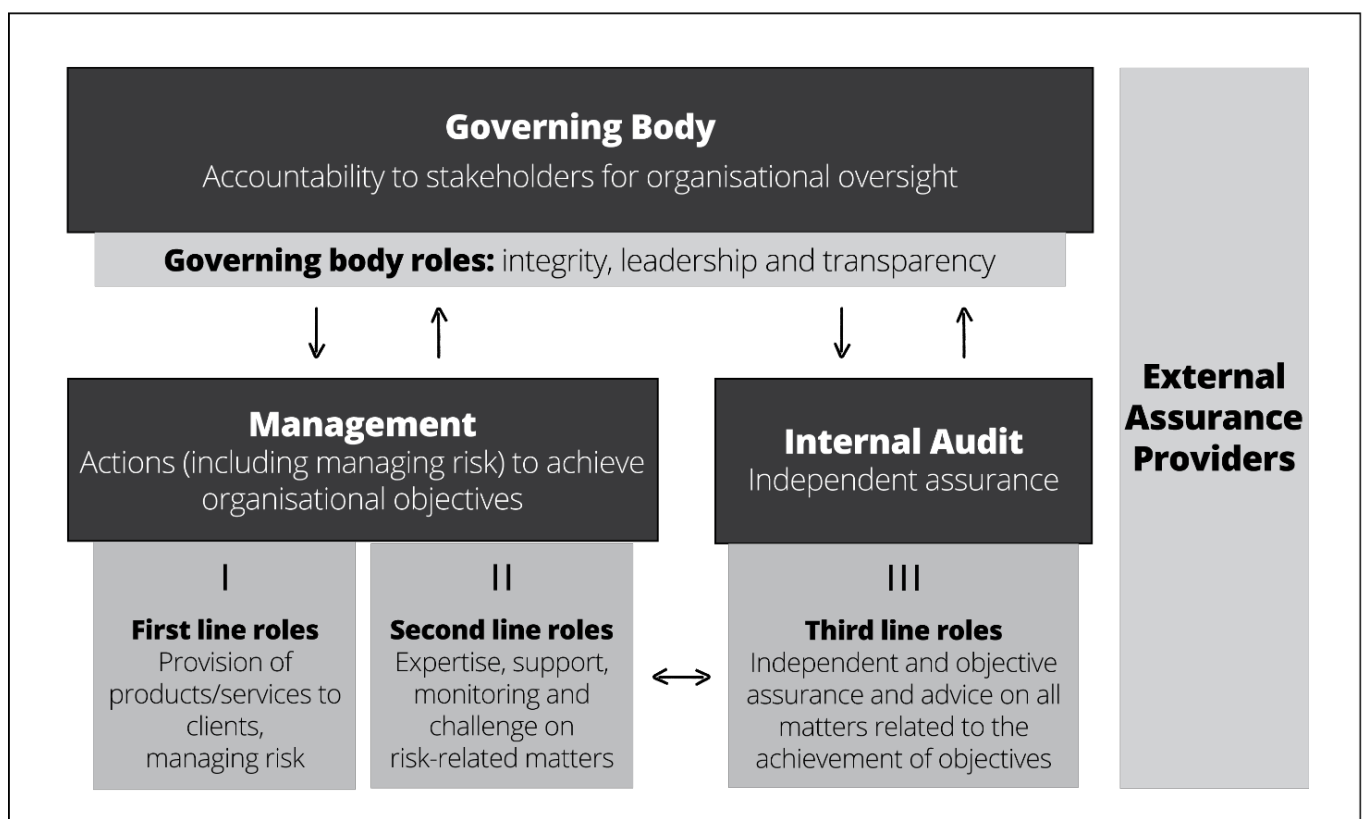 Governing Body
Accountability to stakeholders for organisational oversight
Governing body roles: integrity, leadership and transparency
Management
Actions (including managing risk) to achieve
organisational objectives
Internal Audit
Independent assurance
External
Assurance
Providers
I
First line roles
Provision of
products/services to
clients,
managing risk
II
Second line roles
Expertise, support,
monitoring and
challenge on
risk-related matters
III
Third line roles
Independent and objective
assurance and advice on all
matters related to the
achievement of objectives